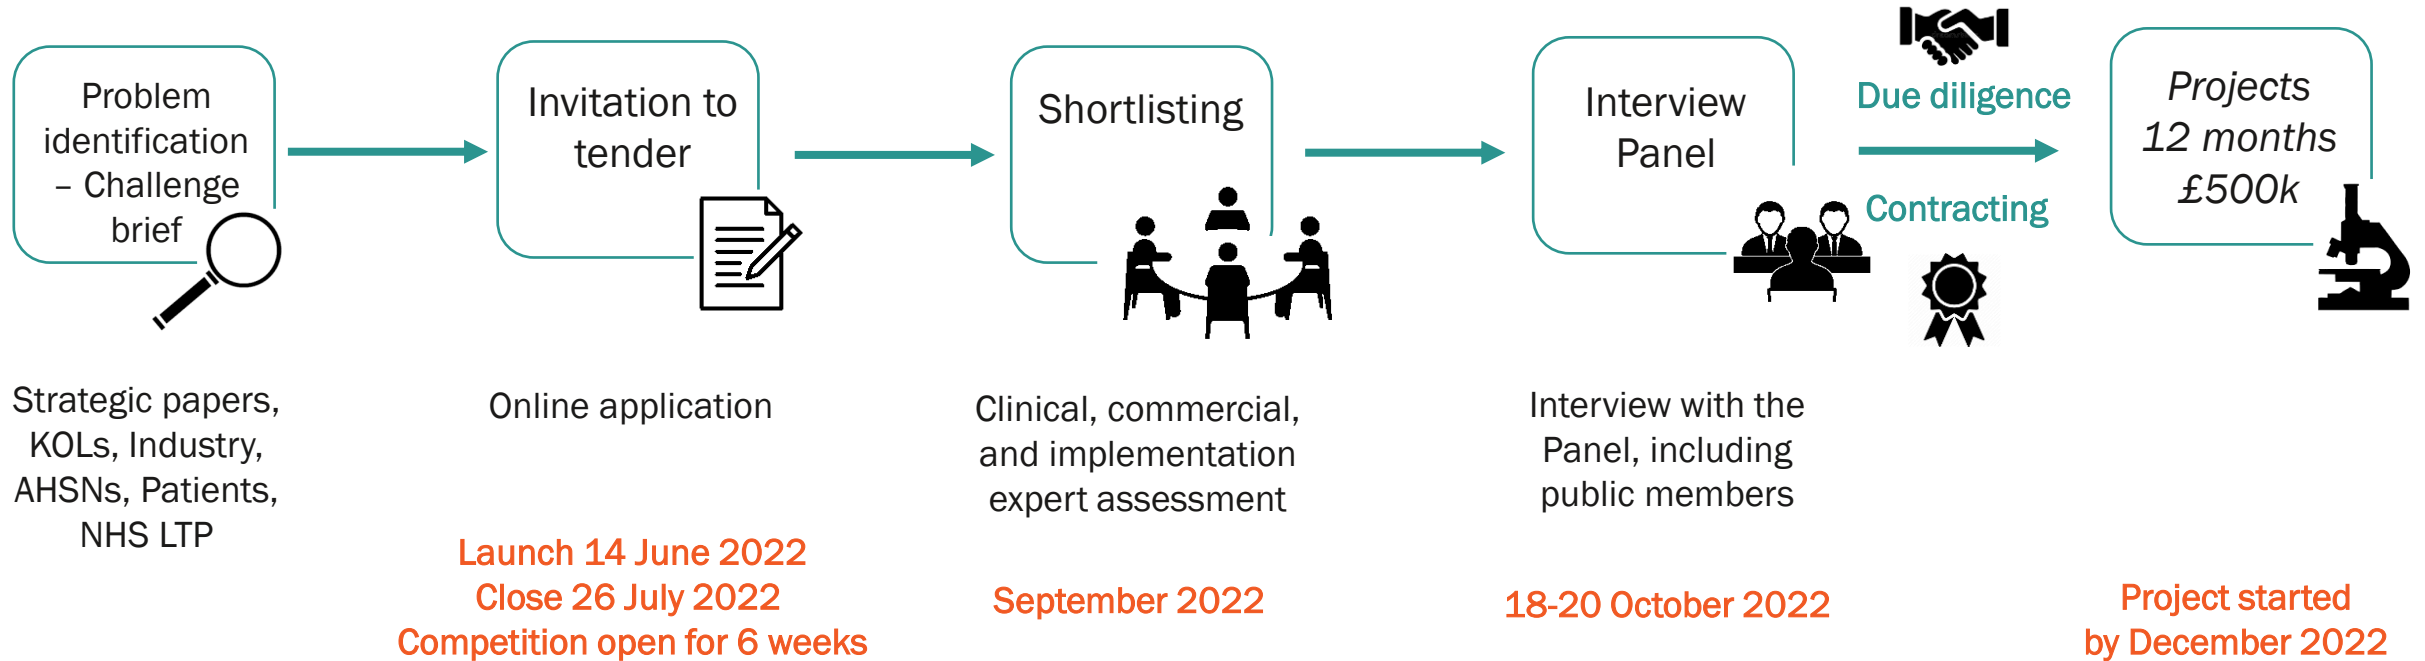 Problem
identification
– Challenge
brief
Strategic papers,
KOLs, Industry,
AHSNs, Patients,
NHS LTP
Invitation to
tender
Online application
Launch 14 June 2022
Close 26 July 2022
Competition open for 6 weeks
Shortlisting
Clinical, commercial,
and implementation
expert assessment
September 2022
Interview
Panel
Interview with the
Panel, including
public members
18-20 October 2022
Due diligence
Contracting
Projects
12 months
£500k
Project started
by December 2022